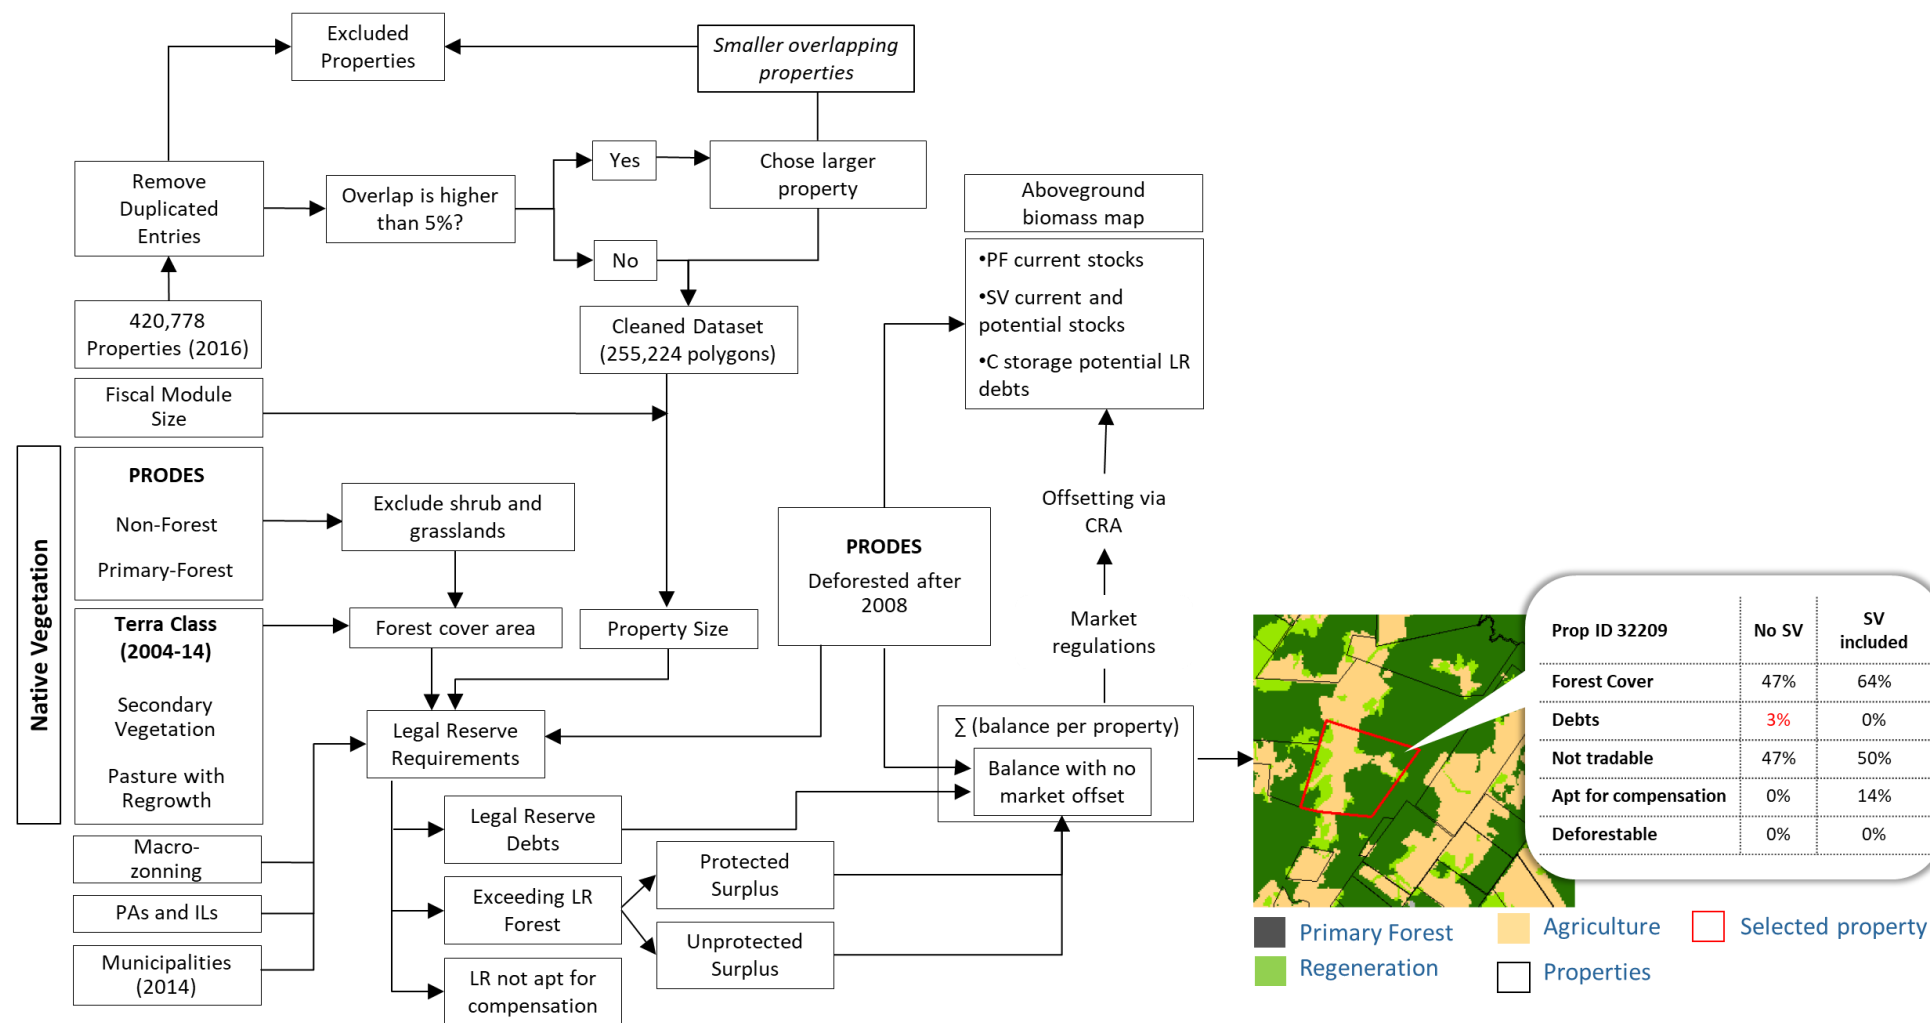 Excluded
Properties
Smaller overlapping
properties
Remove
Duplicated
Entries
Overlap is higher
than 5%?
Yes
No
Chose larger
property
420,778
Properties (2016)
Cleaned Dataset
(255,224 polygons)
Fiscal Module
Size
Native Vegetation
PRODES
Non-Forest
Primary-Forest
Exclude shrub and
grasslands
Terra Class
(2004-14)
Secondary
Vegetation
Pasture with
Regrowth
Forest cover area
Property Size
Macro-
zonning
PAs and ILs
Municipalities
(2014)
Legal Reserve
Requirements
Legal Reserve
Debts
Exceeding LR
Forest
LR not apt for
compensation
Protected
Surplus
Unprotected
Surplus
PRODES
Deforested after
2008
Aboveground
biomass map
•PF current stocks
•SV current and
potential stocks
•C storage potential LR
debts
Offsetting via
CRA
Market
regulations
∑ (balance per property)
Balance with no
market offset
Prop ID 32209 No SV SV included
Forest Cover 47% 64%
Debts 3% 0%
Not tradable 47% 50%
Apt for compensation 0% 14%
Deforestable 0% 0%
Primary Forest Agriculture Selected property
Regeneration Properties